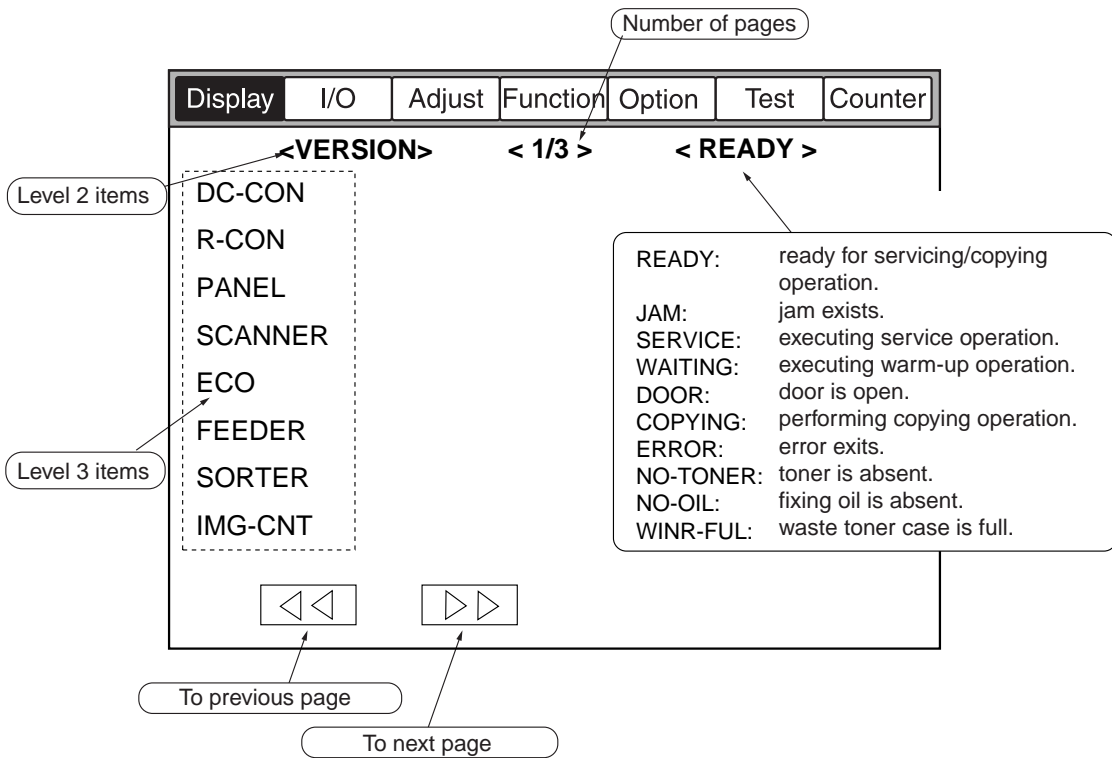 Number of pages
Display I/O Adjust Function Option Test Counter
<VERSION> < 1/3 > < READY >
Level 2 items
DC-CON
R-CON
PANEL
SCANNER
ECO
FEEDER
SORTER
IMG-CNT
Level 3 items
READY: ready for servicing/copying
operation.
JAM: jam exists.
SERVICE: executing service operation.
WAITING: executing warm-up operation.
DOOR: door is open.
COPYING: performing copying operation.
ERROR: error exits.
NO-TONER: toner is absent.
NO-OIL: fixing oil is absent.
WINR-FUL: waste toner case is full.
To previous page
To next page